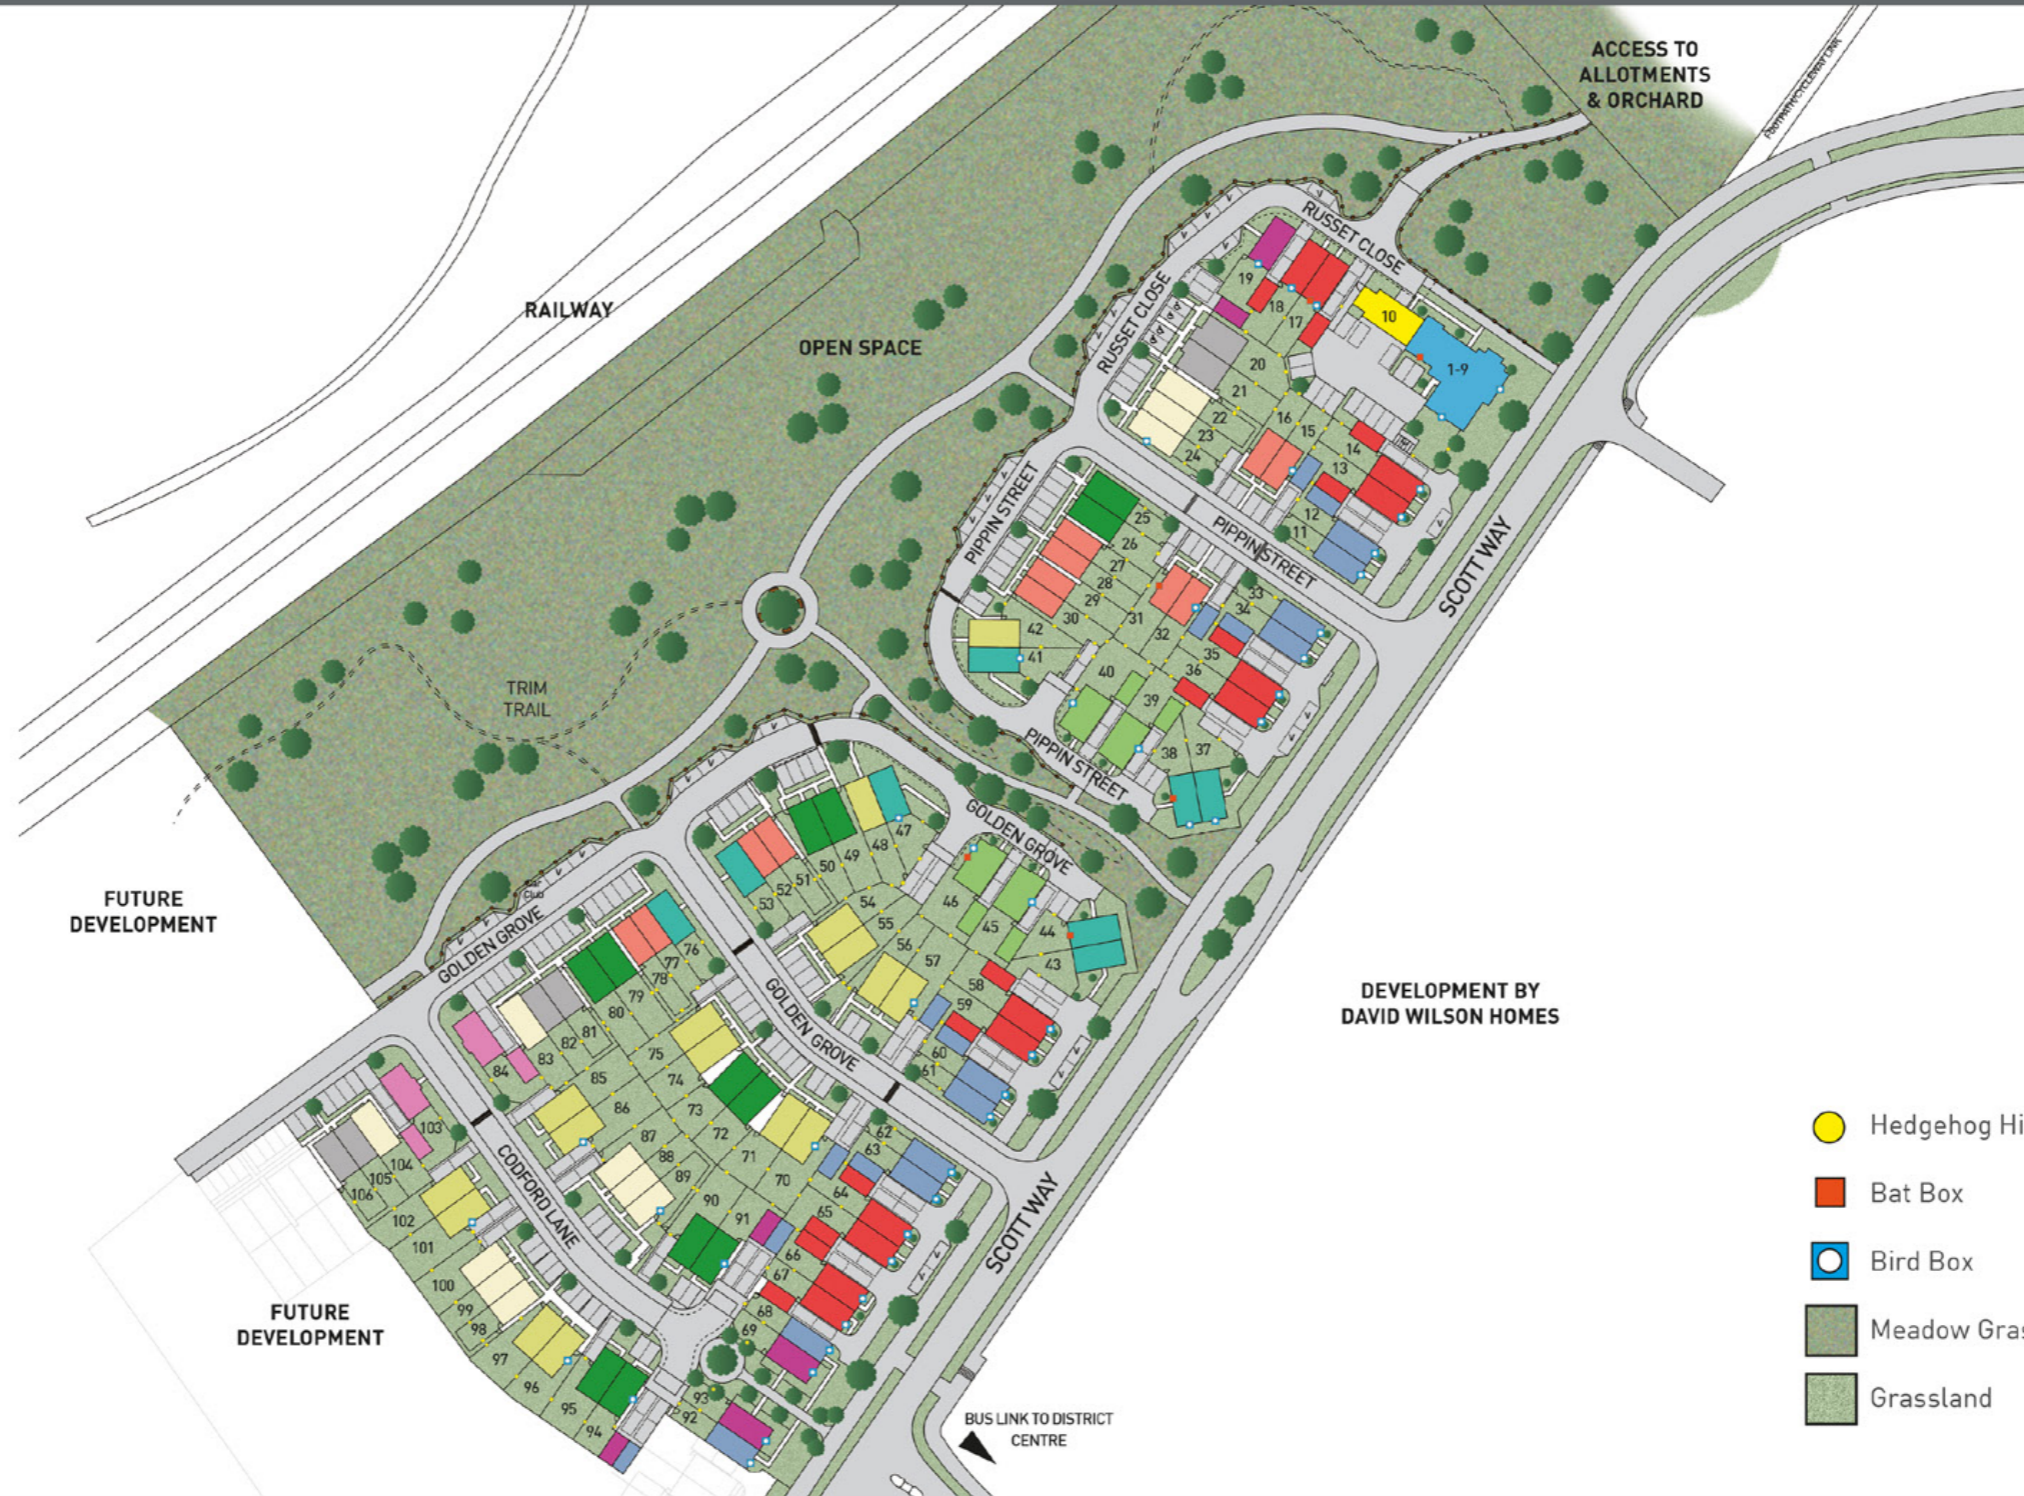 ACCESS TO
ALLOTMENTS
& ORCHARD
FOOTPATH/CYCLEWAY LINK
RUSSET CLOSE
RAILWAY
OPEN SPACE
RUSSET CLOSE
19
18
17
10
1-9
20
21
22
23
24
16
15
14
13
12
11
PIPPIN STREET
PIPPIN STREET
SCOTT WAY
25
26
27
28
29
30
31
32
33
34
35
36
42
41
40
39
38
37
PIPPIN STREET
TRIM
TRAIL
GOLDEN GROVE
47
48
49
50
51
52
53
54
55
56
57
46
45
44
43
58
59
60
61
FUTURE
DEVELOPMENT
Car
Club
GOLDEN GROVE
GOLDEN GROVE
DEVELOPMENT BY
DAVID WILSON HOMES
76
77
78
79
80
81
82
83
84
85
86
87
88
89
90
91
75
74
73
72
71
70
62
63
64
65
66
67
68
69
103
104
105
106
102
101
100
99
98
97
96
95
94
93
92
CODFORD LANE
SCOTT WAY
FUTURE
DEVELOPMENT
BUS LINK TO DISTRICT
CENTRE
Hedgehog Hi
Bat Box
Bird Box
Meadow Gras
Grassland